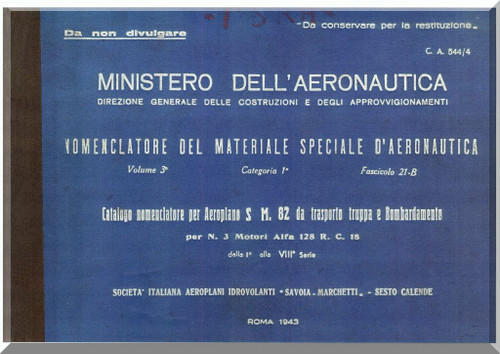 Da non divulgare
-Da conservare per la restituzione-
C. A. 544/4
MINISTERO DELL'AERONAUTICA
DIREZIONE GENERALE DELLE COSTRUZIONI E DEGLI APPROVVIGIONAMENTI
NOMENCLATORE DEL MATERIALE SPECIALE D'AERONAUTICA
Volume 3° Categoria 1ª Fascicolo 21-B
Catalogo nomenclatore per Aeroplano S. M. 82 da trasporto truppa e Bombardamento
per N. 3 Motori Alfa 128 R. C. 18
dalla Iª alla VIIIª Serie
SOCIETA' ITALIANA AEROPLANI IDROVOLANTI "SAVOIA-MARCHETTI" - SESTO CALENDE
ROMA 1943